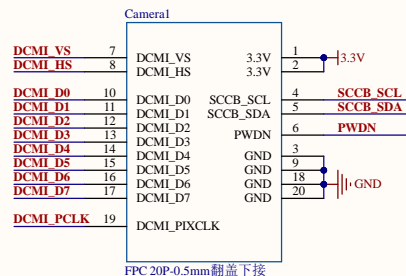 Camera1
DCMI_VS 7 DCMI_VS 3.3V 1 3.3V
DCMI_HS 8 DCMI_HS 3.3V 2
DCMI_D0 10 DCMI_D0 SCCB_SCL 4 SCCB_SCL
DCMI_D1 11 DCMI_D1 SCCB_SDA 5 SCCB_SDA
DCMI_D2 12 DCMI_D2 PWDN 6 PWDN
DCMI_D3 13 DCMI_D3
DCMI_D4 14 DCMI_D4 GND 3
DCMI_D5 15 DCMI_D5 GND 9
DCMI_D6 16 DCMI_D6 GND 18 GND
DCMI_D7 17 DCMI_D7 GND 20
DCMI_PCLK 19 DCMI_PIXCLK
FPC 20P-0.5mm翻盖下接